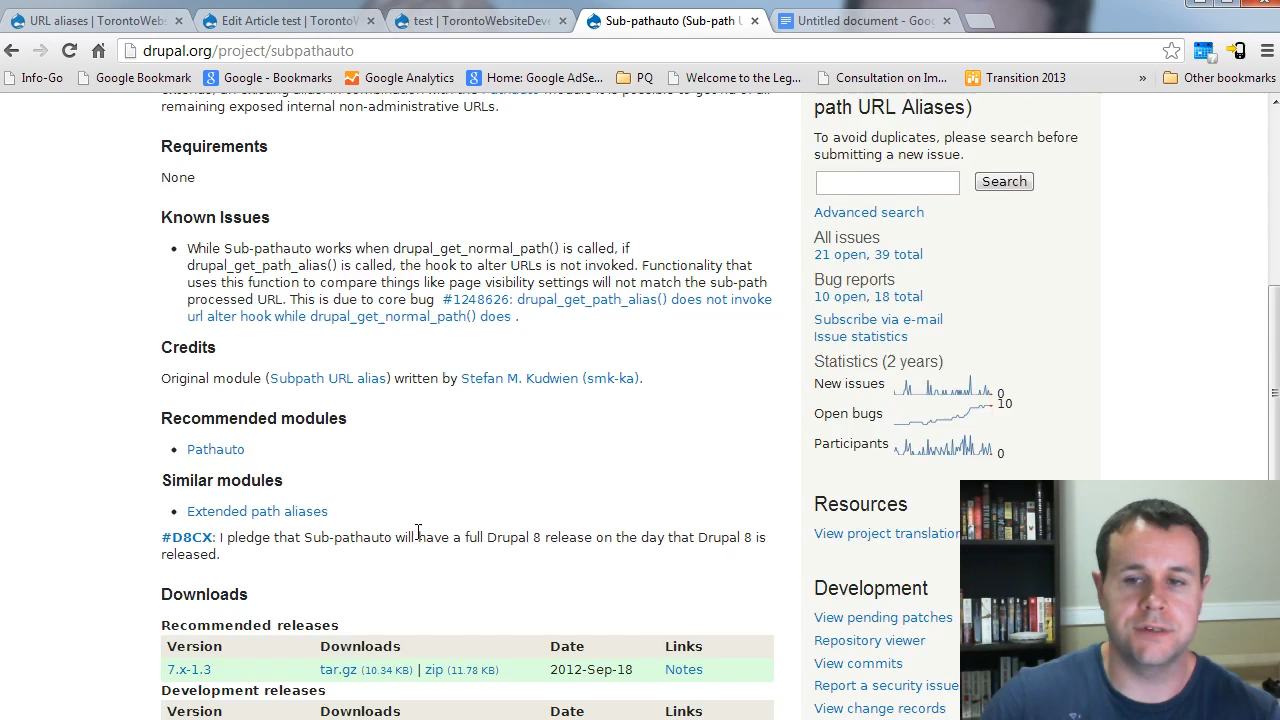 URL aliases | TorontoWebs
Edit Article test | TorontoW
test | TorontoWebsiteDeve
Sub-pathauto (Sub-path U
Untitled document - Goo
drupal.org/project/subpathauto
Info-Go
Google Bookmark
Google - Bookmarks
Google Analytics
Home: Google AdSe...
PQ
Welcome to the Leg...
Consultation on Im...
Transition 2013
»
Other bookmarks
remaining exposed internal non-administrative URLs.
Requirements
None
Known Issues
While Sub-pathauto works when drupal_get_normal_path() is called, if
drupal_get_path_alias() is called, the hook to alter URLs is not invoked. Functionality that
uses this function to compare things like page visibility settings will not match the sub-path
processed URL. This is due to core bug #1248626: drupal_get_path_alias() does not invoke
url alter hook while drupal_get_normal_path() does .
Credits
Original module (Subpath URL alias) written by Stefan M. Kudwien (smk-ka).
Recommended modules
Pathauto
Similar modules
Extended path aliases
#D8CX: I pledge that Sub-pathauto will have a full Drupal 8 release on the day that Drupal 8 is
released.
Downloads
Recommended releases
Version Downloads Date Links
7.x-1.3 tar.gz (10.34 KB) | zip (11.78 KB) 2012-Sep-18 Notes
Development releases
Version Downloads Date Links
path URL Aliases)
To avoid duplicates, please search before
submitting a new issue.
Search
Advanced search
All issues
21 open, 39 total
Bug reports
10 open, 18 total
Subscribe via e-mail
Issue statistics
Statistics (2 years)
New issues 0
Open bugs 10
Participants 0
Resources
View project translation
Development
View pending patches
Repository viewer
View commits
Report a security issue
View change records